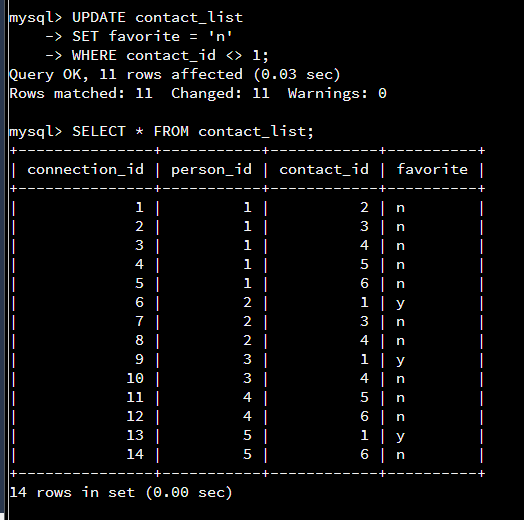 mysql> UPDATE contact_list
    -> SET favorite = 'n'
    -> WHERE contact_id <> 1;
Query OK, 11 rows affected (0.03 sec)
Rows matched: 11  Changed: 11  Warnings: 0

mysql> SELECT * FROM contact_list;
+---------------+-----------+------------+----------+
| connection_id | person_id | contact_id | favorite |
+---------------+-----------+------------+----------+
|             1 |         1 |          2 | n        |
|             2 |         1 |          3 | n        |
|             3 |         1 |          4 | n        |
|             4 |         1 |          5 | n        |
|             5 |         1 |          6 | n        |
|             6 |         2 |          1 | y        |
|             7 |         2 |          3 | n        |
|             8 |         2 |          4 | n        |
|             9 |         3 |          1 | y        |
|            10 |         3 |          4 | n        |
|            11 |         4 |          5 | n        |
|            12 |         4 |          6 | n        |
|            13 |         5 |          1 | y        |
|            14 |         5 |          6 | n        |
+---------------+-----------+------------+----------+
14 rows in set (0.00 sec)